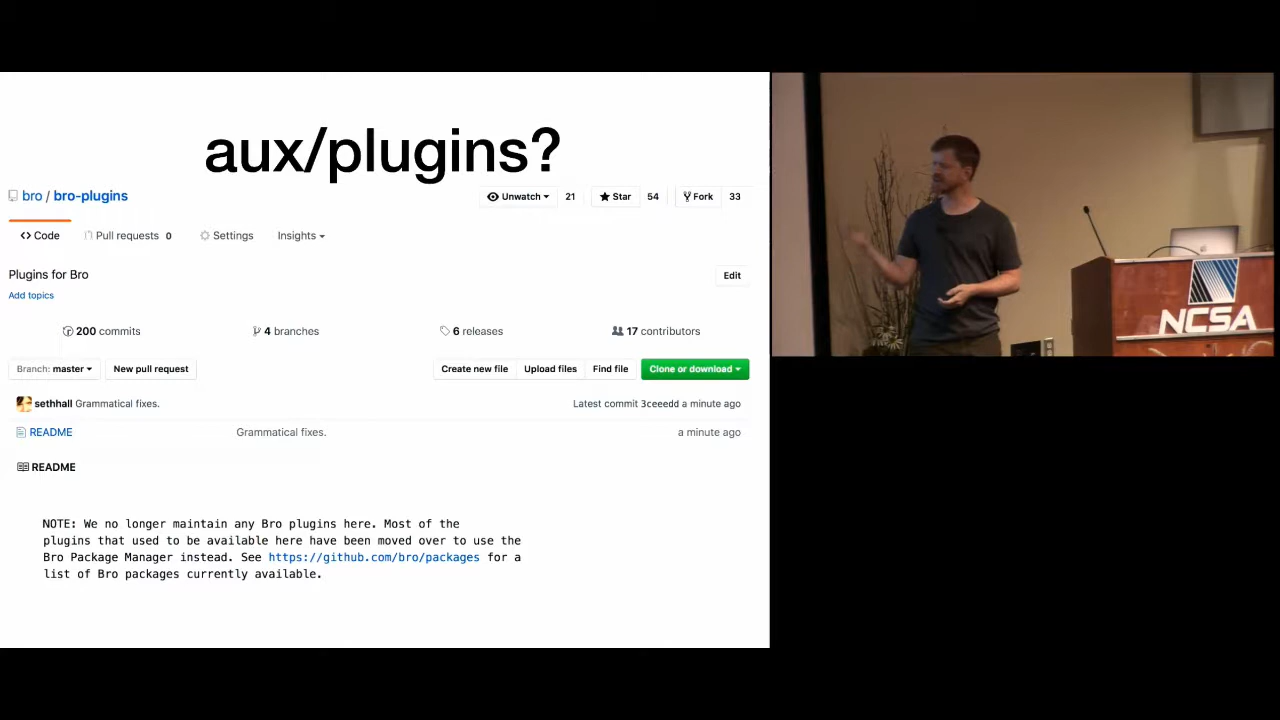 aux/plugins?
bro / bro-plugins
Unwatch 21 Star 54 Fork 33
Code Pull requests 0 Settings Insights
Plugins for Bro
Edit
Add topics
200 commits 4 branches 6 releases 17 contributors
Branch: master New pull request Create new file Upload files Find file Clone or download
sethhall Grammatical fixes. Latest commit 3ceeedd a minute ago
README Grammatical fixes. a minute ago
README
NOTE: We no longer maintain any Bro plugins here. Most of the
plugins that used to be available here have been moved over to use the
Bro Package Manager instead. See https://github.com/bro/packages for a
list of Bro packages currently available.
NCSA